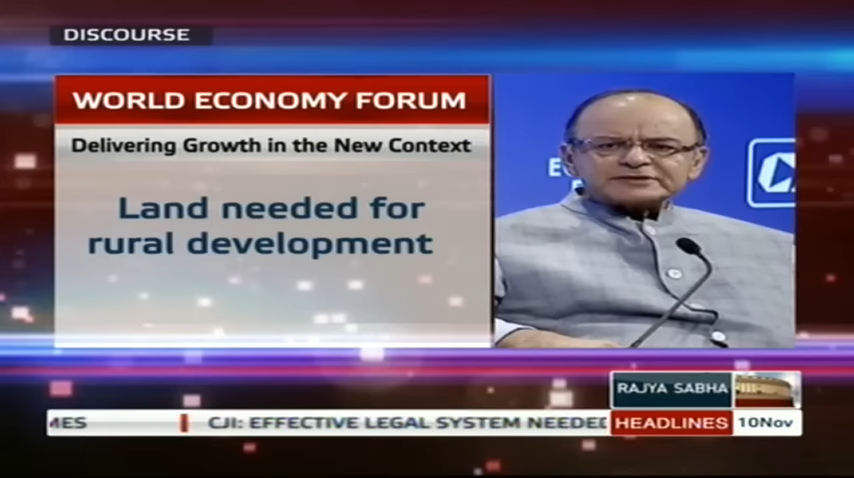 DISCOURSE
WORLD ECONOMY FORUM
Delivering Growth in the New Context
Land needed for
rural development
RAJYA SABHA
CJI: EFFECTIVE LEGAL SYSTEM NEEDED
HEADLINES
10Nov